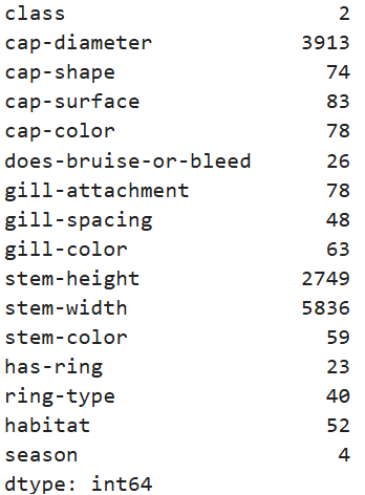 class 2
cap-diameter 3913
cap-shape 74
cap-surface 83
cap-color 78
does-bruise-or-bleed 26
gill-attachment 78
gill-spacing 48
gill-color 63
stem-height 2749
stem-width 5836
stem-color 59
has-ring 23
ring-type 40
habitat 52
season 4
dtype: int64